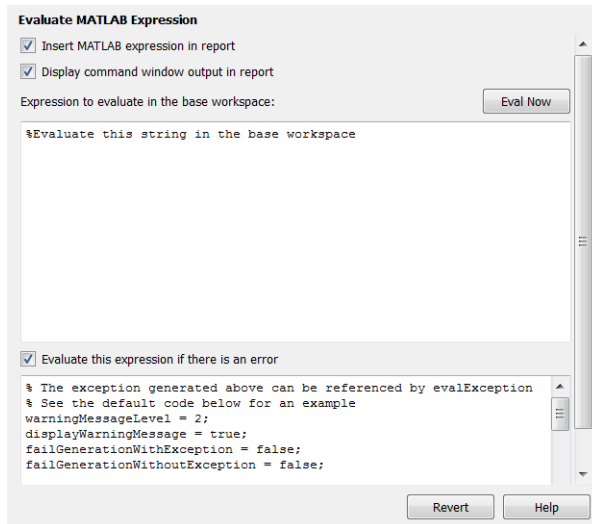 Evaluate MATLAB Expression
Insert MATLAB expression in report
Display command window output in report
Expression to evaluate in the base workspace:
Eval Now
%Evaluate this string in the base workspace
Evaluate this expression if there is an error
% The exception generated above can be referenced by evalException
% See the default code below for an example
warningMessageLevel = 2;
displayWarningMessage = true;
failGenerationWithException = false;
failGenerationWithoutException = false;
Revert
Help